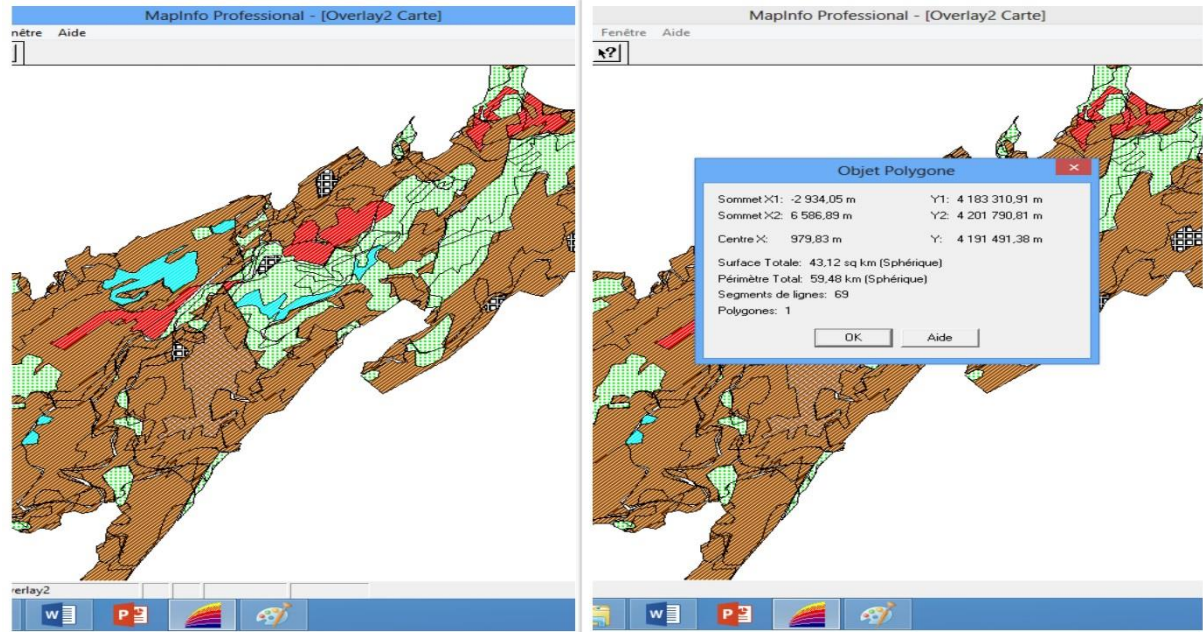 MapInfo Professional - [Overlay2 Carte]
nêtre Aide
verlay2
W
P
MapInfo Professional - [Overlay2 Carte]
Fenêtre Aide
?
Objet Polygone
Sommet X1: -2 934,05 m Y1: 4 183 310,91 m
Sommet X2: 6 586,89 m Y2: 4 201 790,81 m
Centre X: 979,83 m Y: 4 191 491,38 m
Surface Totale: 43,12 sq km (Sphérique)
Périmètre Total: 59,48 km (Sphérique)
Segments de lignes: 69
Polygones: 1
OK Aide
W
P